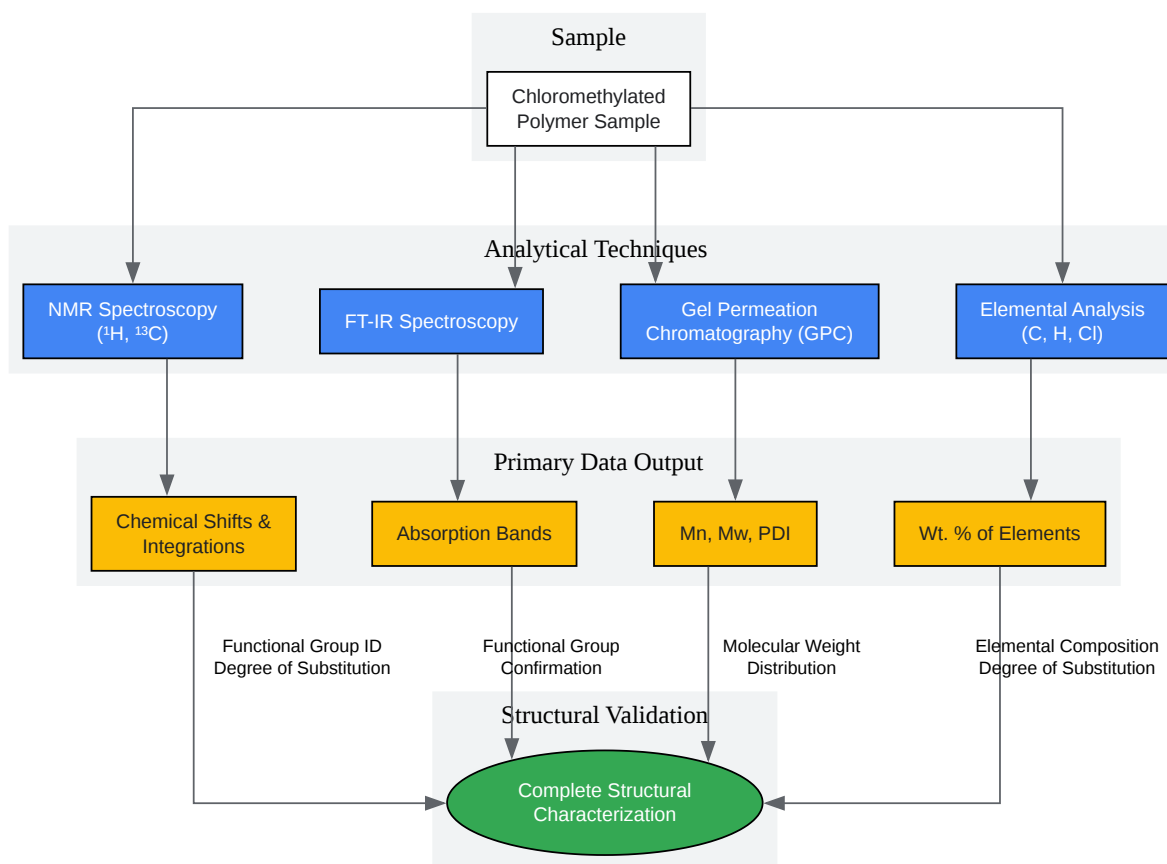 Sample
Chloromethylated
Polymer Sample
Analytical Techniques
NMR Spectroscopy
(¹H, ¹³C)
FT-IR Spectroscopy
Gel Permeation
Chromatography (GPC)
Elemental Analysis
(C, H, Cl)
Primary Data Output
Chemical Shifts &
Integrations
Absorption Bands
Mn, Mw, PDI
Wt. % of Elements
Functional Group ID
Degree of Substitution
Functional Group
Confirmation
Molecular Weight
Distribution
Elemental Composition
Degree of Substitution
Structural Validation
Complete Structural
Characterization